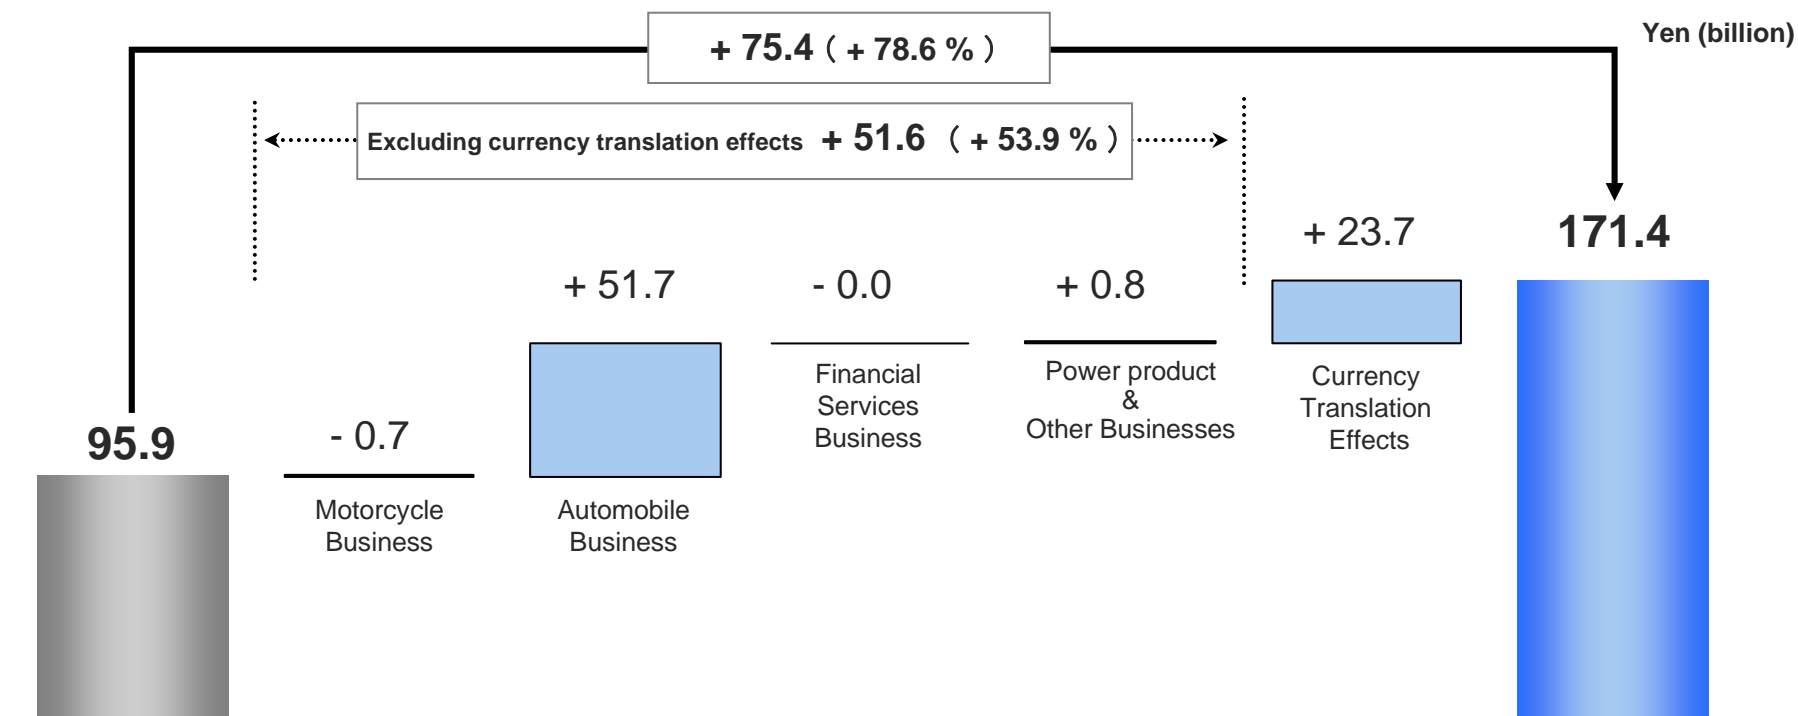 Yen (billion)
+ 75.4 ( + 78.6 % )
Excluding currency translation effects + 51.6 ( + 53.9 % )
95.9
- 0.7
Motorcycle
Business
+ 51.7
Automobile
Business
- 0.0
Financial
Services
Business
+ 0.8
Power product
&
Other Businesses
+ 23.7
Currency
Translation
Effects
171.4